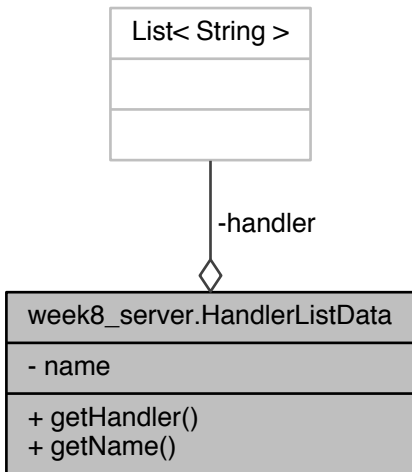 List< String >
-handler
week8_server.HandlerListData
- name
+ getHandler()
+ getName()